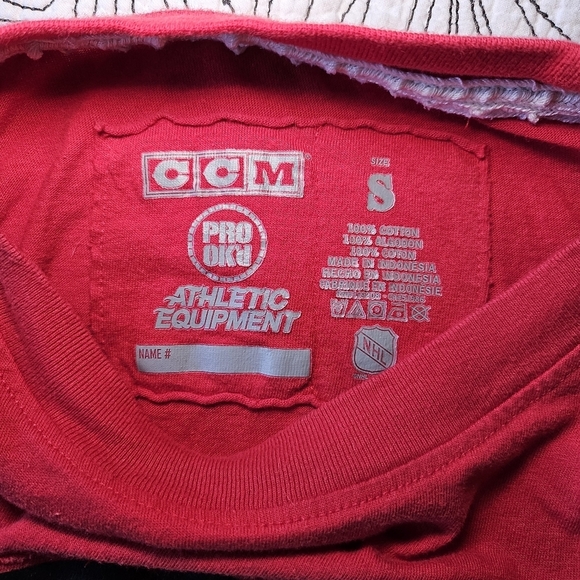 CCM
PRO
OKA
ATHLETIC
EQUIPMENT
NAME #
SIZE
S
100% COTTON
100% ALGODON
100% COTON
MADE IN INDONESIA
HECHO EN INDONESIA
FABRIQUE EN INDONESIE
NHL